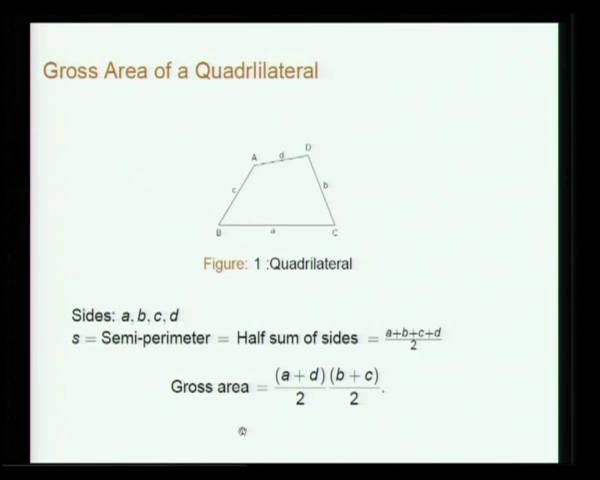 Gross Area of a Quadrlilateral
A
d
D
c
b
B
a
C
Figure: 1 :Quadrilateral
Sides: a, b, c, d
s = Semi-perimeter = Half sum of sides = a+b+c+d / 2
Gross area = (a + d)/2 (b + c)/2.